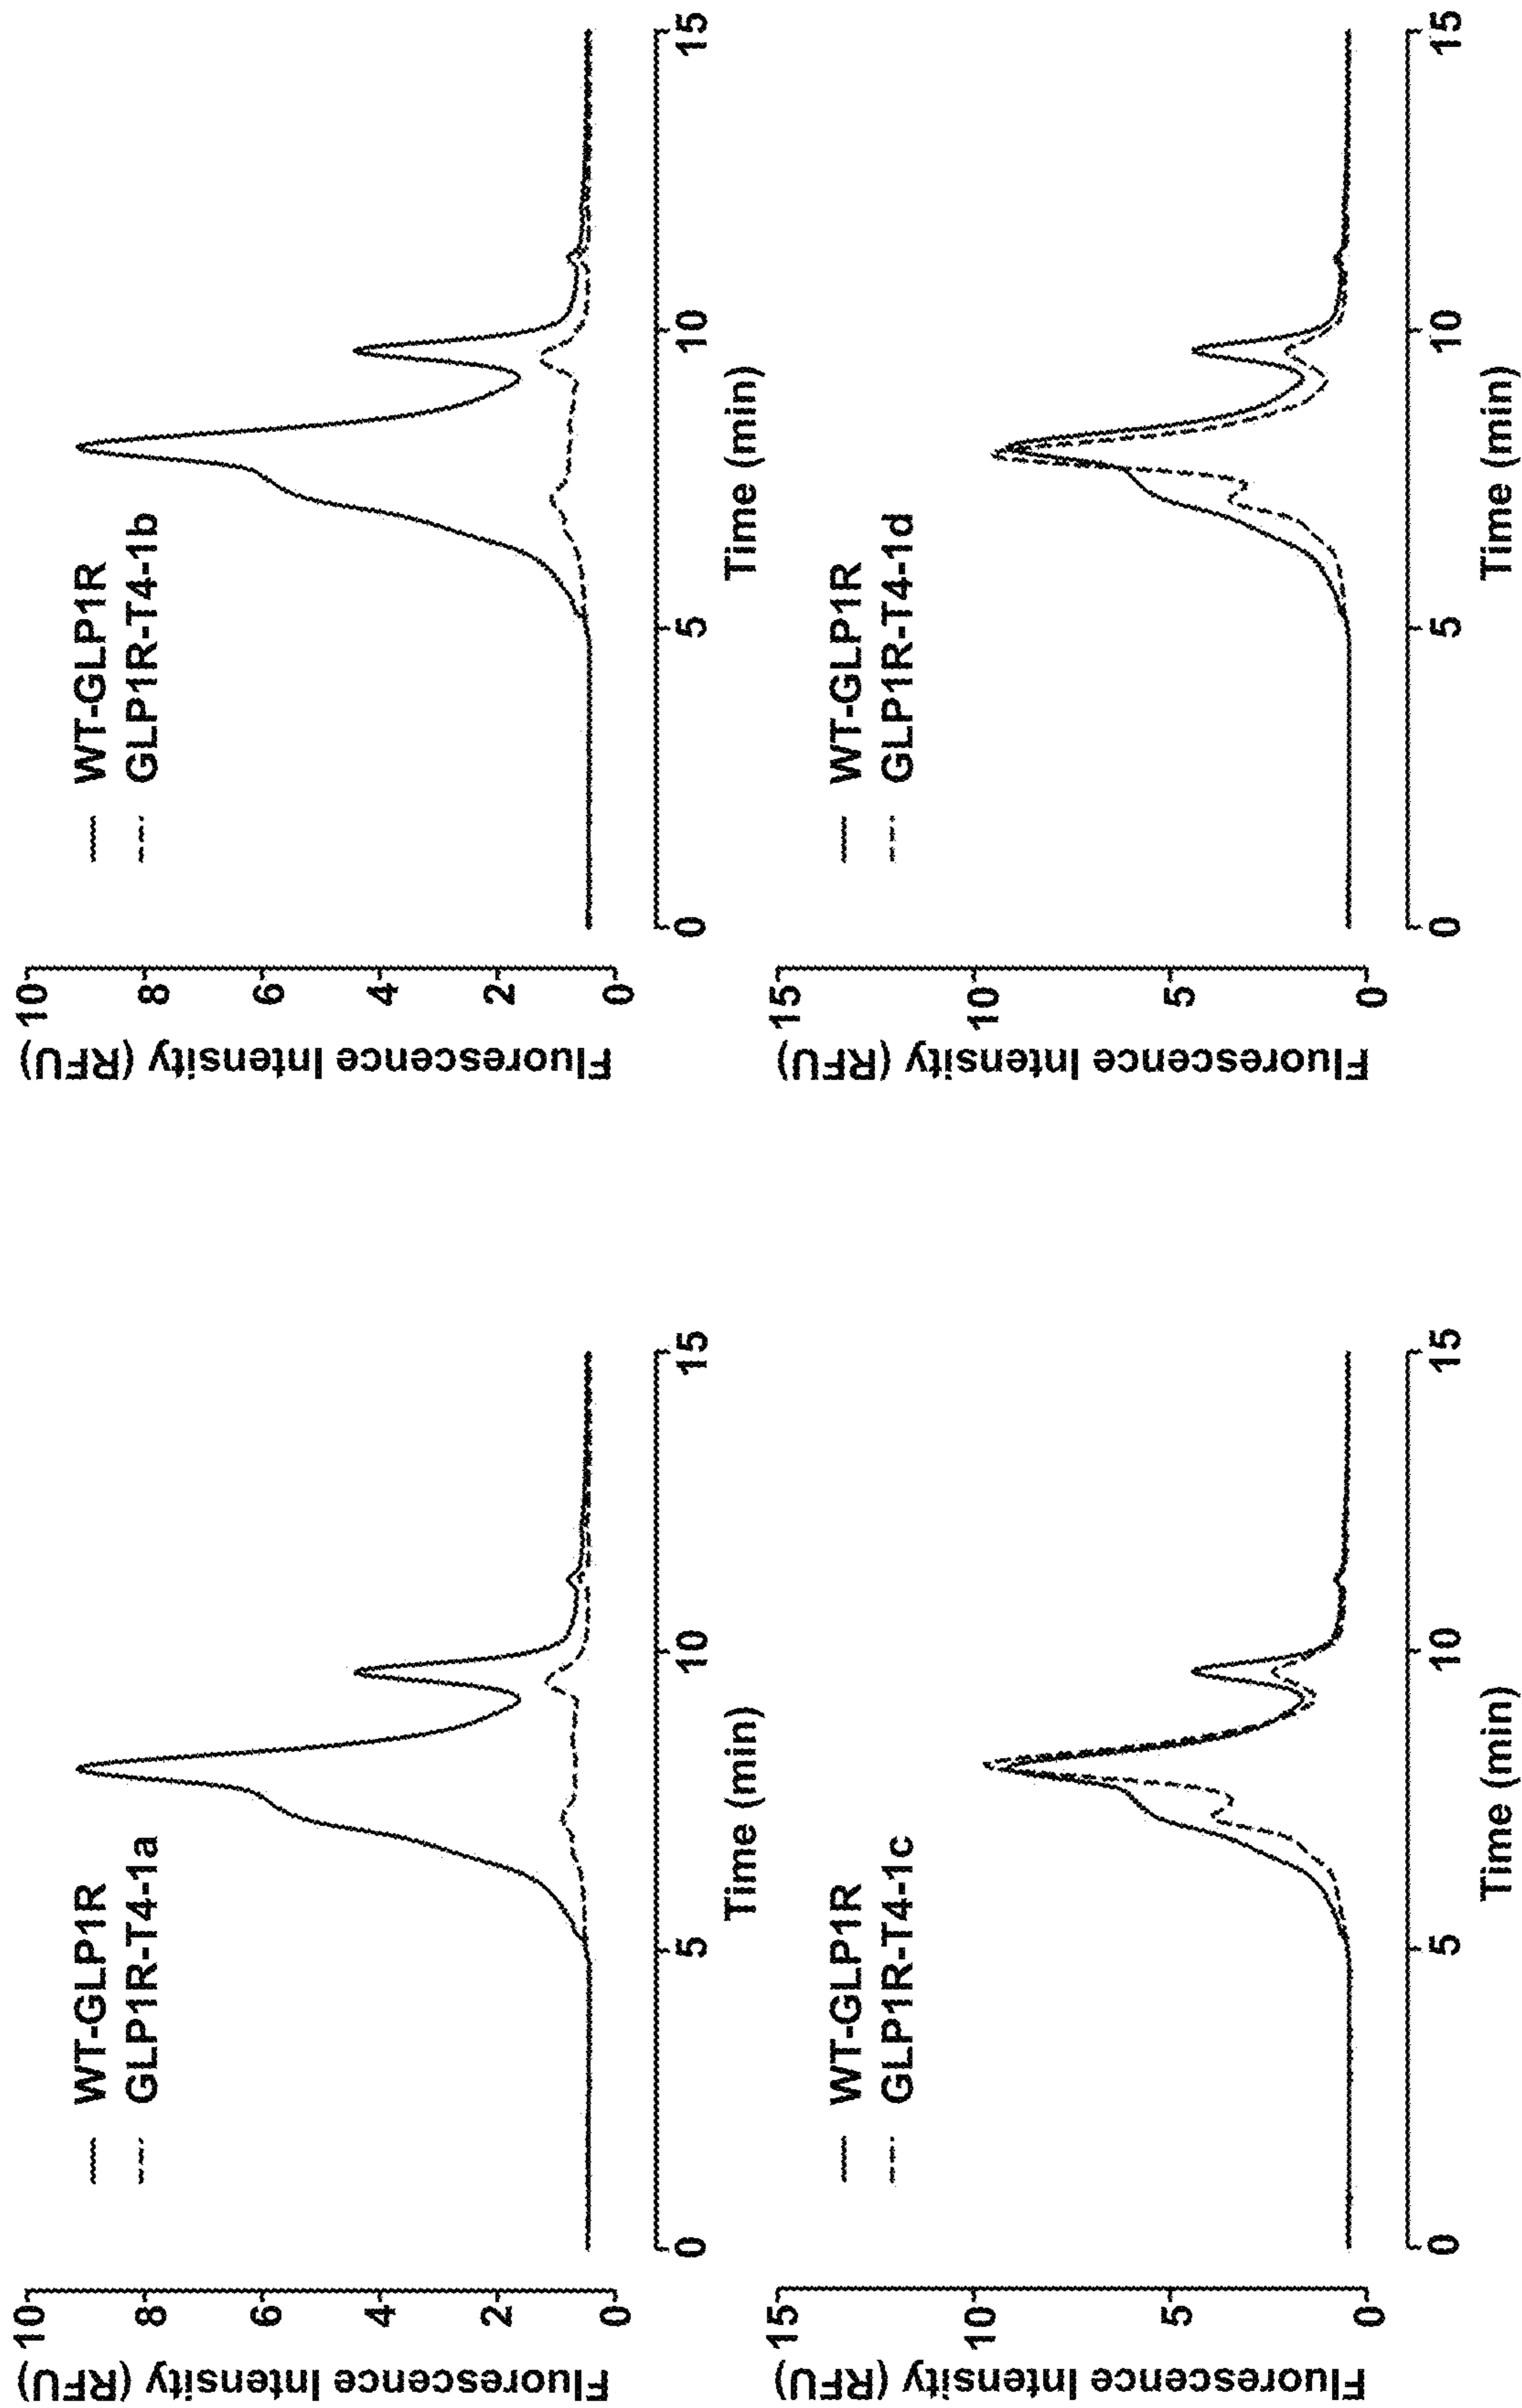 WT-GLP1R
GLP1R-T4-1a
Fluorescence Intensity (RFU)
10
8
6
4
2
0
0
5
10
15
Time (min)
WT-GLP1R
GLP1R-T4-1b
Fluorescence Intensity (RFU)
10
8
6
4
2
0
0
5
10
15
Time (min)
WT-GLP1R
GLP1R-T4-1c
Fluorescence Intensity (RFU)
15
10
5
0
0
5
10
15
Time (min)
WT-GLP1R
GLP1R-T4-1d
Fluorescence Intensity (RFU)
15
10
5
0
0
5
10
15
Time (min)